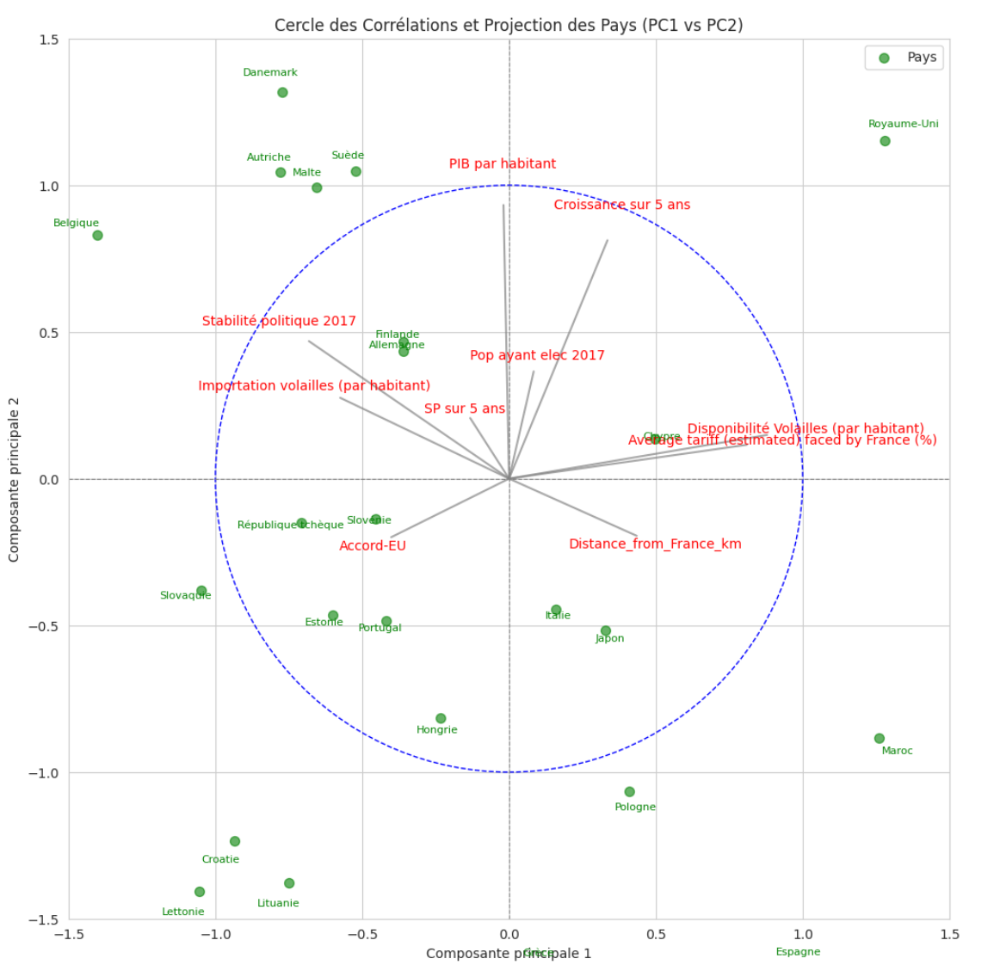 Cercle des Corrélations et Projection des Pays (PC1 vs PC2)
1.5
Pays
Danemark
Royaume-Uni
Autriche
Suède
PIB par habitant
Malte
1.0
Croissance sur 5 ans
Belgique
Stabilité politique 2017
0.5
Finlande
Allemagne
Pop ayant elec 2017
Importation volailles (par habitant)
SP sur 5 ans
Disponibilité Volailles (par habitant)
Chypre
Average tariff (estimated) faced by France (%)
Composante principale 2
0.0
République tchèque
Slovénie
Accord-EU
Distance_from_France_km
Slovaquie
Estonie
Portugal
Italie
−0.5
Japon
Hongrie
Maroc
−1.0
Pologne
Croatie
Lituanie
Lettonie
−1.5
−1.5
−1.0
−0.5
0.0
0.5
1.0
1.5
Composante principale 1
Espagne